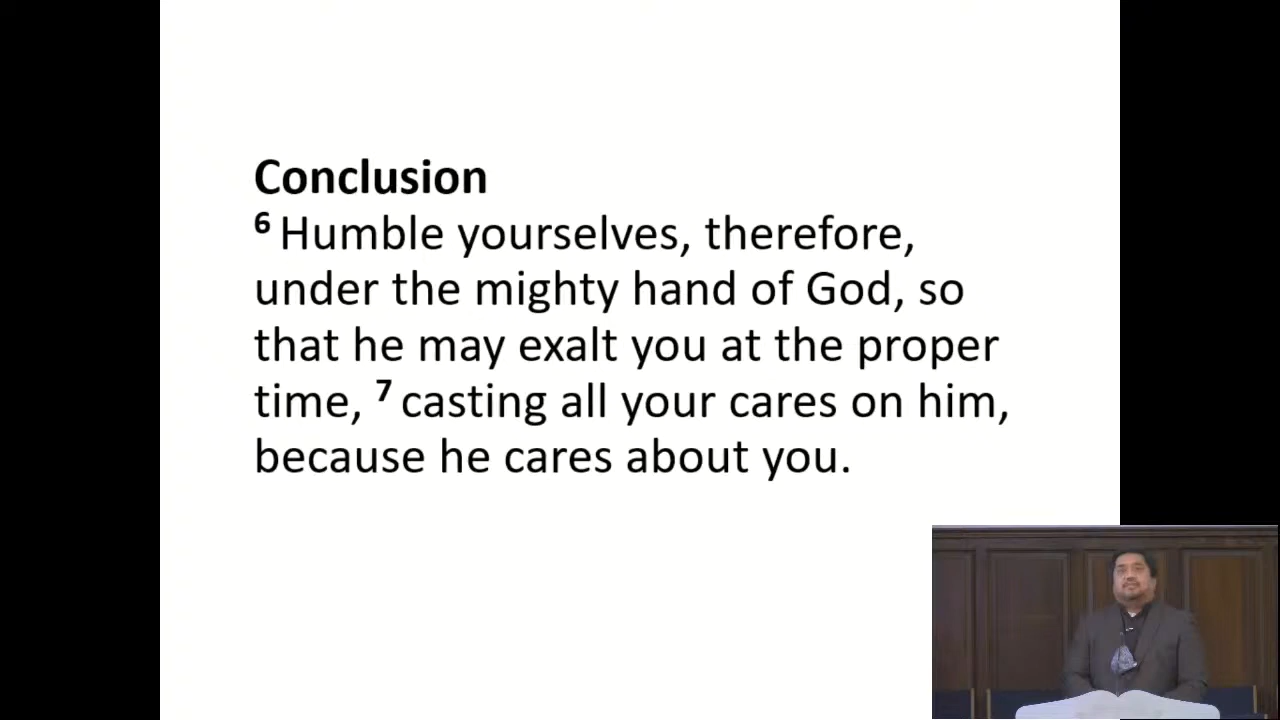 Conclusion
6 Humble yourselves, therefore,
under the mighty hand of God, so
that he may exalt you at the proper
time, 7 casting all your cares on him,
because he cares about you.